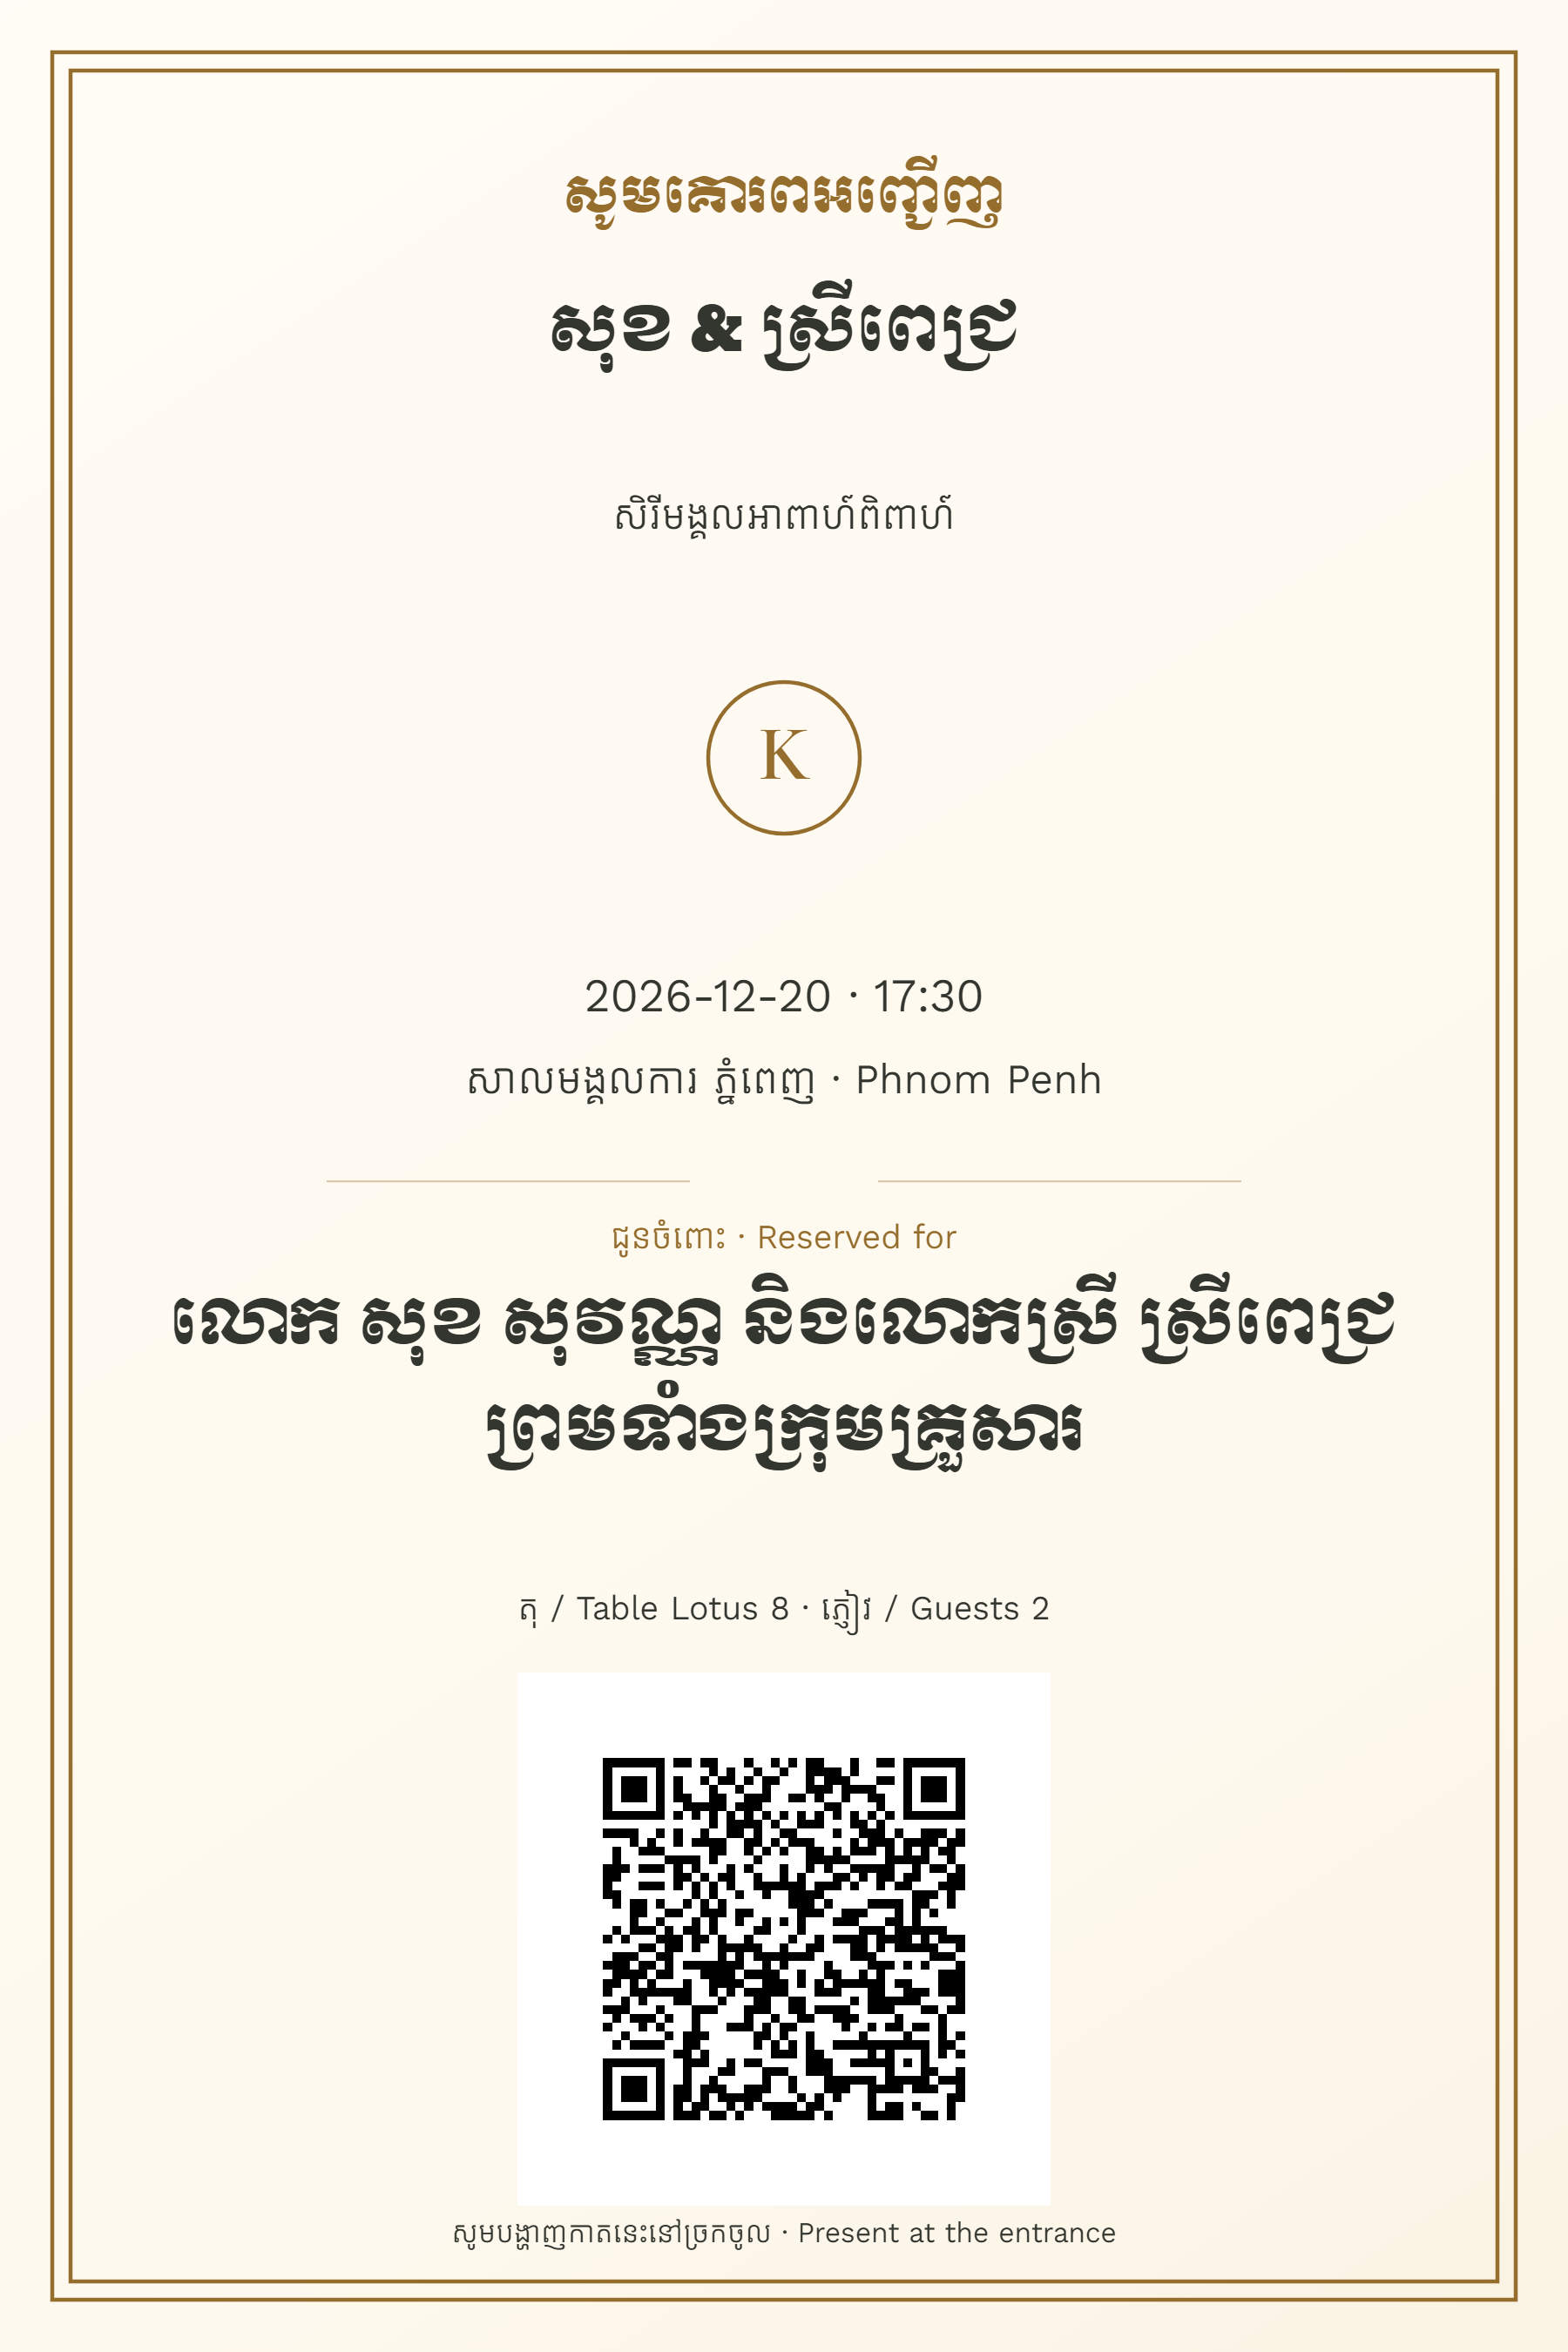 សូមគោរពអញ្ជើញ
សុខ & ស្រីពេជ្រ
សិរីមង្គលអាពាហ៍ពិពាហ៍
K
2026-12-20 · 17:30
សាលមង្គលការ ភ្នំពេញ · Phnom Penh
ជូនចំពោះ · Reserved for
លោក សុខ សុវណ្ណ និងលោកស្រី ស្រីពេជ្រ
ព្រមទាំងក្រុមគ្រួសារ
តុ / Table Lotus 8 · ភ្ញៀវ / Guests 2
សូមបង្ហាញកាតនេះនៅច្រកចូល · Present at the entrance